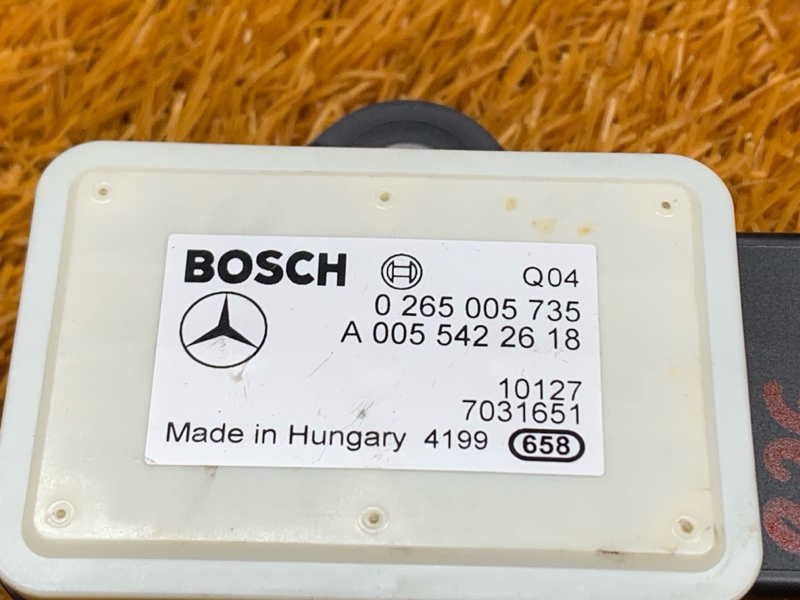 BOSCH Q04
0 265 005 735
A 005 542 26 18
10127
7031651
Made in Hungary 4199 658